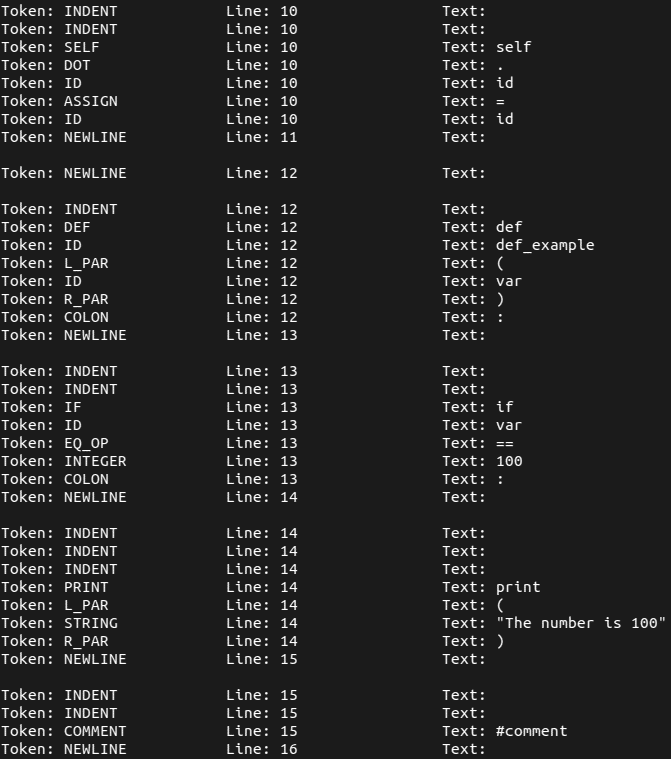 Token: INDENT Line: 10 Text:
Token: INDENT Line: 10 Text:
Token: SELF Line: 10 Text: self
Token: DOT Line: 10 Text: .
Token: ID Line: 10 Text: id
Token: ASSIGN Line: 10 Text: =
Token: ID Line: 10 Text: id
Token: NEWLINE Line: 11 Text:
Token: NEWLINE Line: 12 Text:
Token: INDENT Line: 12 Text:
Token: DEF Line: 12 Text: def
Token: ID Line: 12 Text: def_example
Token: L_PAR Line: 12 Text: (
Token: ID Line: 12 Text: var
Token: R_PAR Line: 12 Text: )
Token: COLON Line: 12 Text: :
Token: NEWLINE Line: 13 Text:
Token: INDENT Line: 13 Text:
Token: INDENT Line: 13 Text:
Token: IF Line: 13 Text: if
Token: ID Line: 13 Text: var
Token: EQ_OP Line: 13 Text: ==
Token: INTEGER Line: 13 Text: 100
Token: COLON Line: 13 Text: :
Token: NEWLINE Line: 14 Text:
Token: INDENT Line: 14 Text:
Token: INDENT Line: 14 Text:
Token: INDENT Line: 14 Text:
Token: PRINT Line: 14 Text: print
Token: L_PAR Line: 14 Text: (
Token: STRING Line: 14 Text: "The number is 100"
Token: R_PAR Line: 14 Text: )
Token: NEWLINE Line: 15 Text:
Token: INDENT Line: 15 Text:
Token: INDENT Line: 15 Text:
Token: COMMENT Line: 15 Text: #comment
Token: NEWLINE Line: 16 Text: